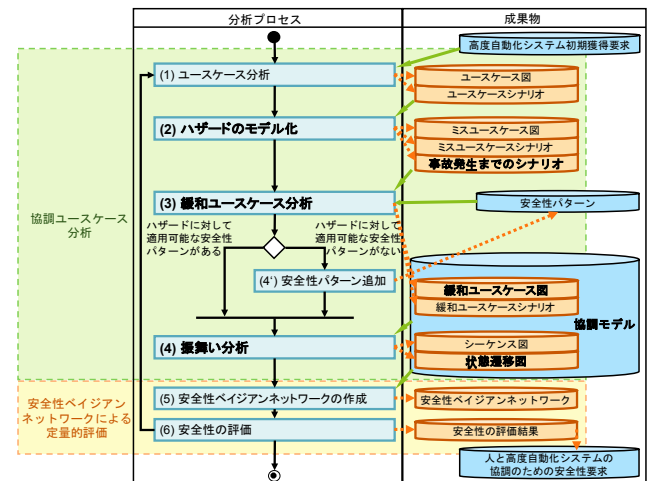 分析プロセス
成果物
高度自動化システム初期獲得要求
(1) ユースケース分析
ユースケース図
ユースケースシナリオ
(2) ハザードのモデル化
ミスユースケース図
ミスユースケースシナリオ
事故発生までのシナリオ
(3) 緩和ユースケース分析
安全性パターン
協調ユースケース
分析
ハザードに対して
適用可能な安全性
パターンがある
ハザードに対して
適用可能な安全性
パターンがない
(4') 安全性パターン追加
緩和ユースケース図
緩和ユースケースシナリオ
協調モデル
(4) 振舞い分析
シーケンス図
状態遷移図
安全性ベイジアン
ネットワークによる
定量的評価
(5) 安全性ベイジアンネットワークの作成
安全性ベイジアンネットワーク
(6) 安全性の評価
安全性の評価結果
人と高度自動化システムの
協調のための安全性要求